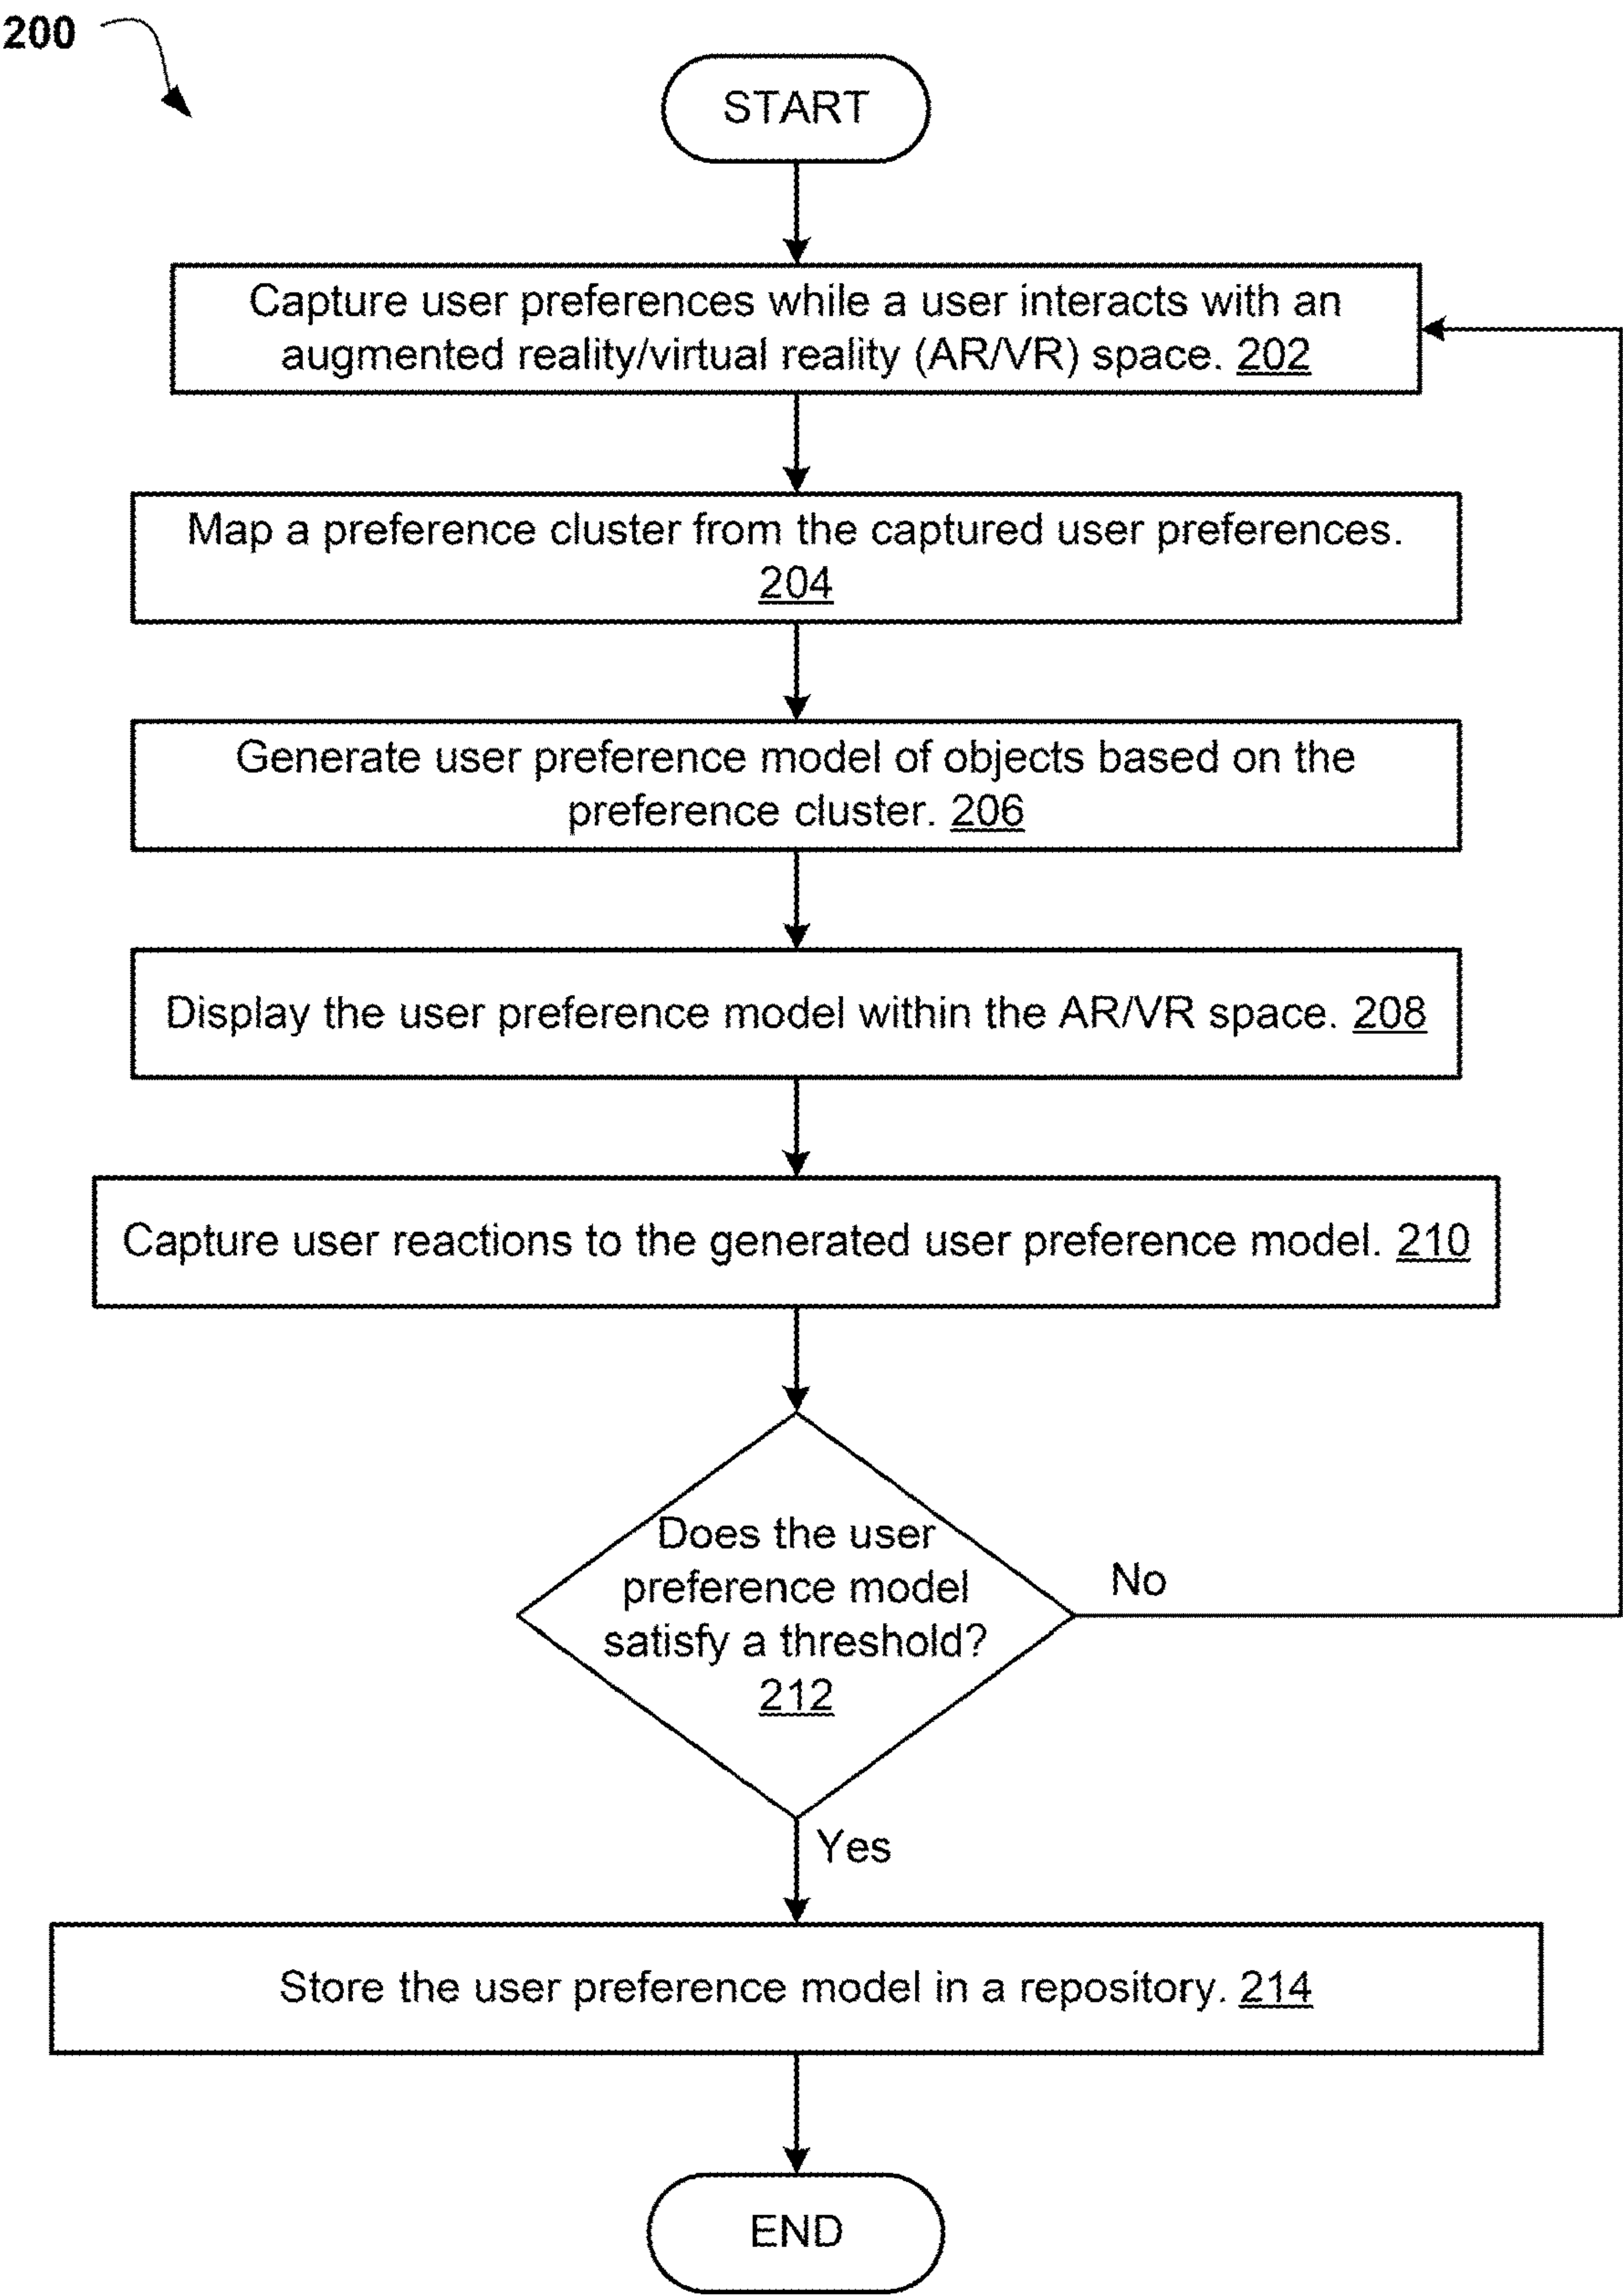 200
START
Capture user preferences while a user interacts with an
augmented reality/virtual reality (AR/VR) space. 202
Map a preference cluster from the captured user preferences.
204
Generate user preference model of objects based on the
preference cluster. 206
Display the user preference model within the AR/VR space. 208
Capture user reactions to the generated user preference model. 210
Does the user
preference model
satisfy a threshold?
212
No
Yes
Store the user preference model in a repository. 214
END